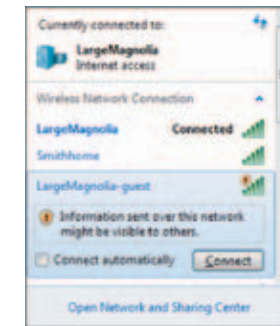 Currently connected to:
LargeMagnolia
Internet access
Wireless Network Connection
LargeMagnolia Connected
Smithhome
LargeMagnolia-guest
Information sent over this network
might be visible to others.
Connect automatically Connect
Open Network and Sharing Center